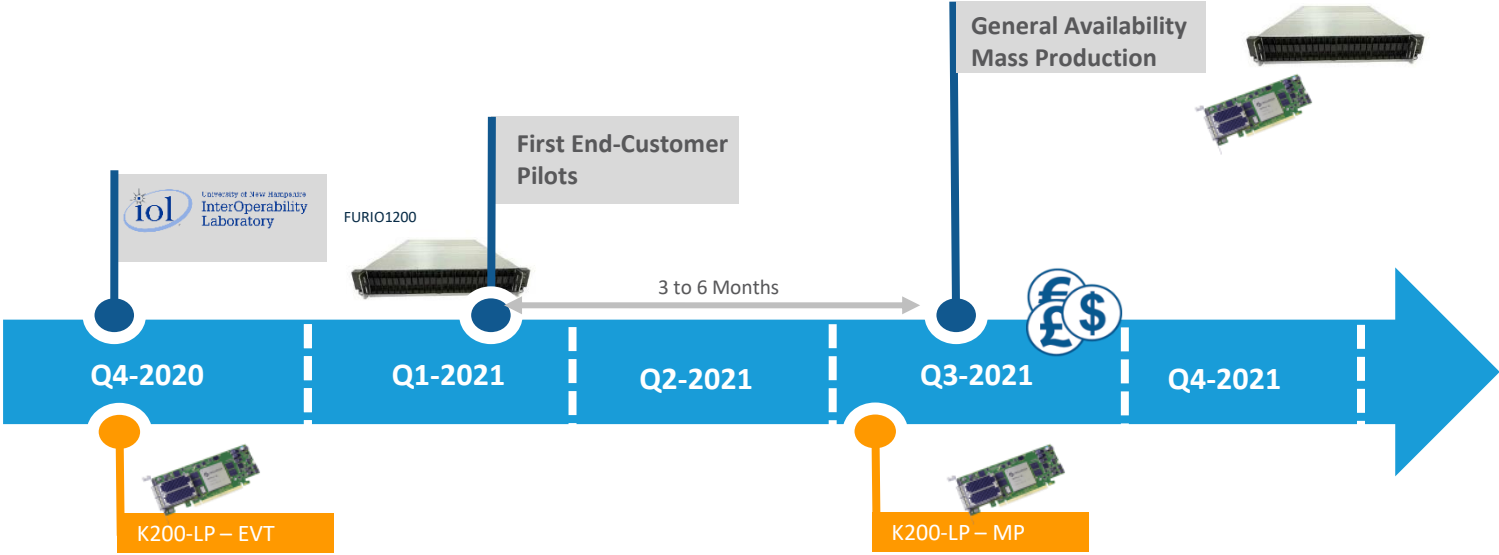 General Availability
Mass Production
First End-Customer
Pilots
iol
University of New Hampshire
InterOperability
Laboratory
FURIO1200
3 to 6 Months
€
£
$
Q4-2020
Q1-2021
Q2-2021
Q3-2021
Q4-2021
K200-LP – EVT
K200-LP – MP